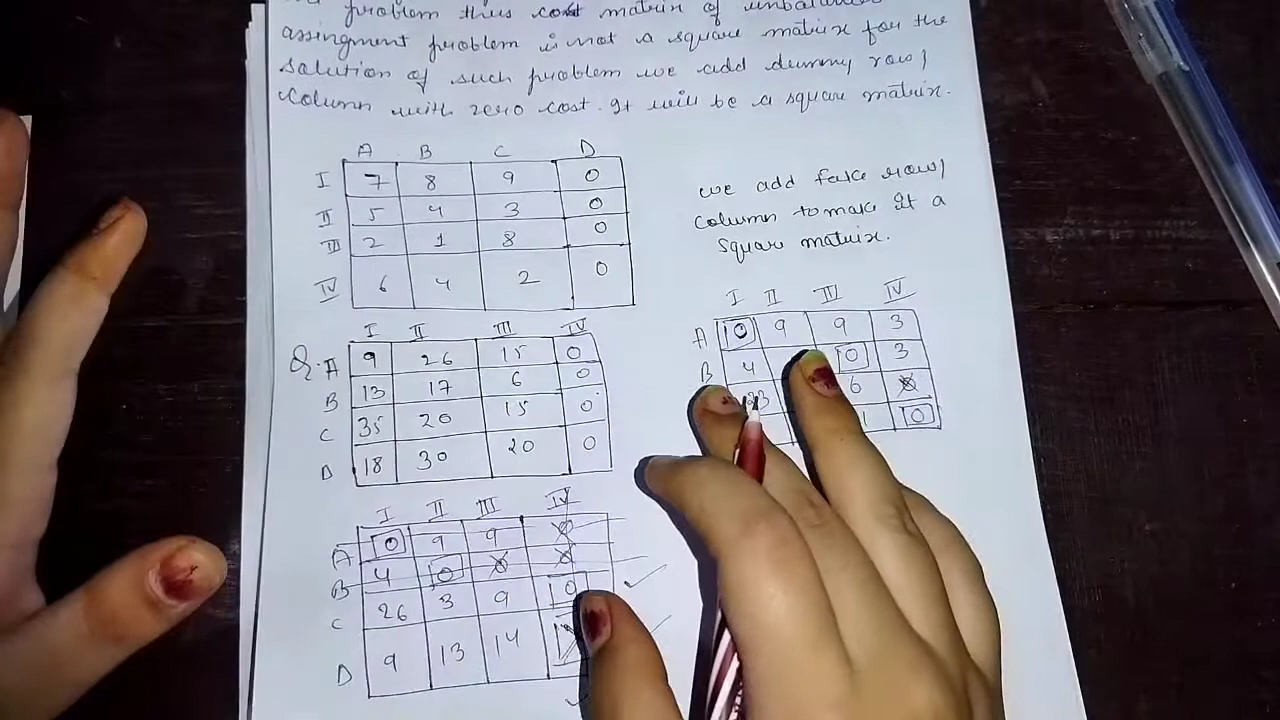 problem thus cost matrix of
assingment problem is not a square matrix for the
solution of such problem we add dummy row/
Column with zero cost. It will be a square matrix.
A B C D
I 7 8 9 0
II 5 4 3 0
III 2 1 8 0
IV 6 4 2 0
we add fake row/
column to make it a
square matrix.
Q. I II III IV
A 9 26 15 0
B 13 17 6 0
C 35 20 15 0
D 18 30 20 0
I II III IV
A 0 9 9 3
B 4 0 3
6 0
0
I II III IV
A 0 9 9 0
B 4 0 0 0
C 26 3 9 0
D 9 13 14